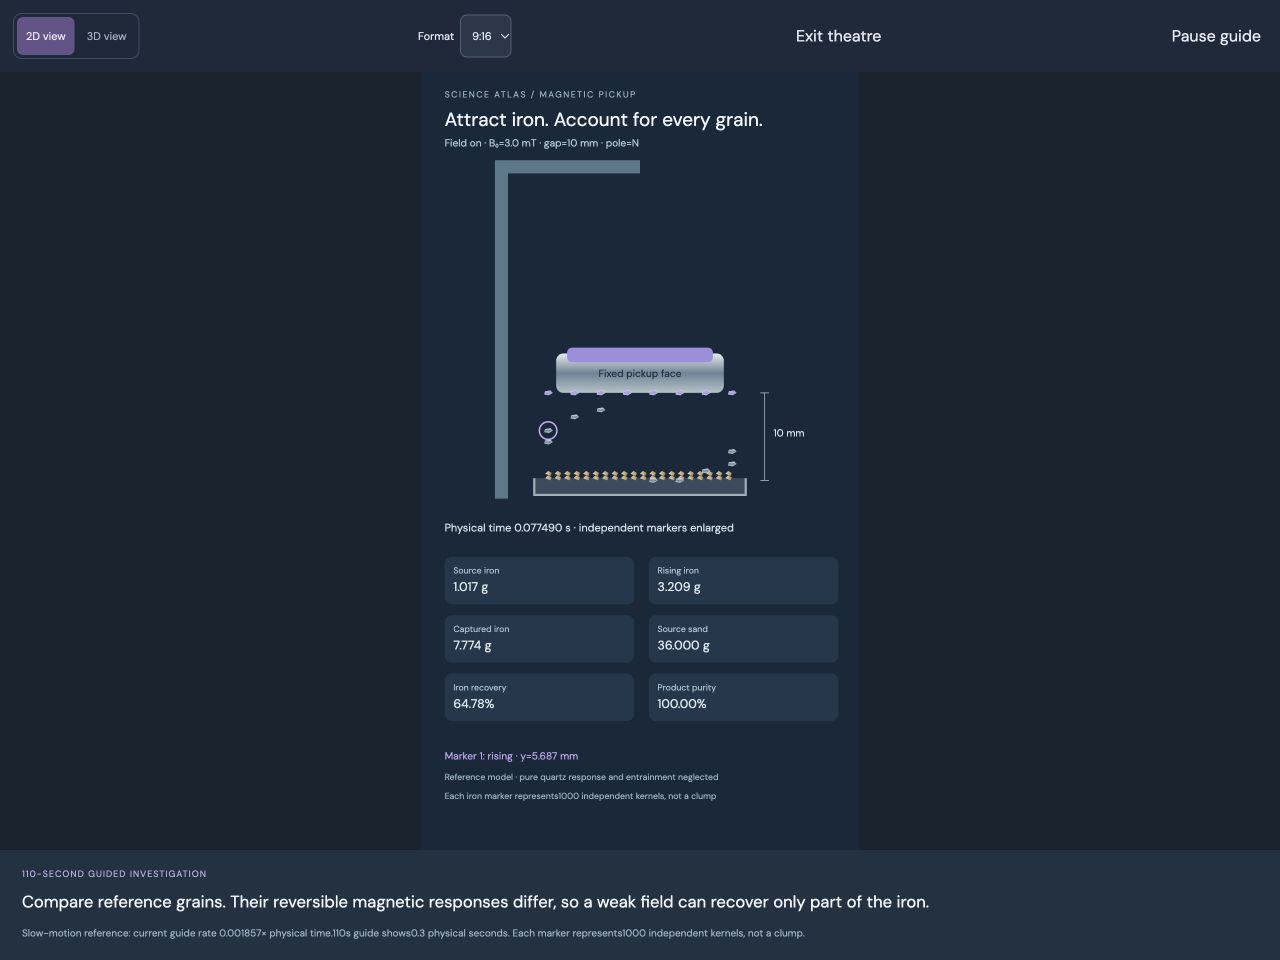 2D view
3D view
Format
9:16
Exit theatre
Pause guide
SCIENCE ATLAS / MAGNETIC PICKUP
Attract iron. Account for every grain.
Field on · B₀=3.0 mT · gap=10 mm · pole=N
Fixed pickup face
10 mm
Physical time 0.077490 s · independent markers enlarged
Source iron
1.017 g
Rising iron
3.209 g
Captured iron
7.774 g
Source sand
36.000 g
Iron recovery
64.78%
Product purity
100.00%
Marker 1: rising · y=5.687 mm
Reference model · pure quartz response and entrainment neglected
Each iron marker represents1000 independent kernels, not a clump
110-SECOND GUIDED INVESTIGATION
Compare reference grains. Their reversible magnetic responses differ, so a weak field can recover only part of the iron.
Slow-motion reference: current guide rate 0.001857× physical time.110s guide shows0.3 physical seconds. Each marker represents1000 independent kernels, not a clump.